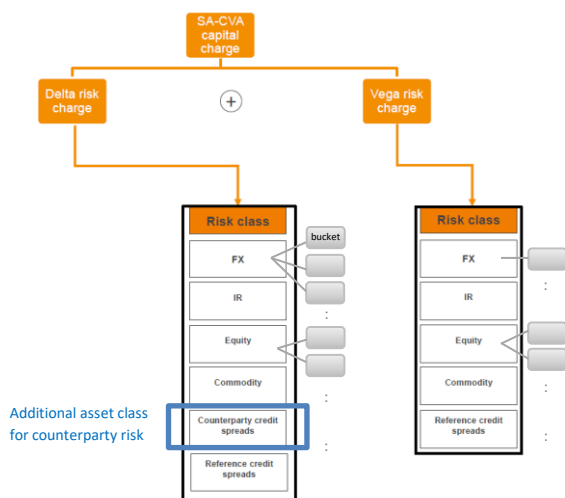 SA-CVA
capital
charge
Delta risk
charge
+
Vega risk
charge
Risk class
bucket
FX
IR
:
Equity
Commodity
:
Counterparty credit
spreads
:
Reference credit
spreads
Additional asset class
for counterparty risk
Risk class
FX
:
IR
Equity
Commodity
:
Reference credit
spreads
: